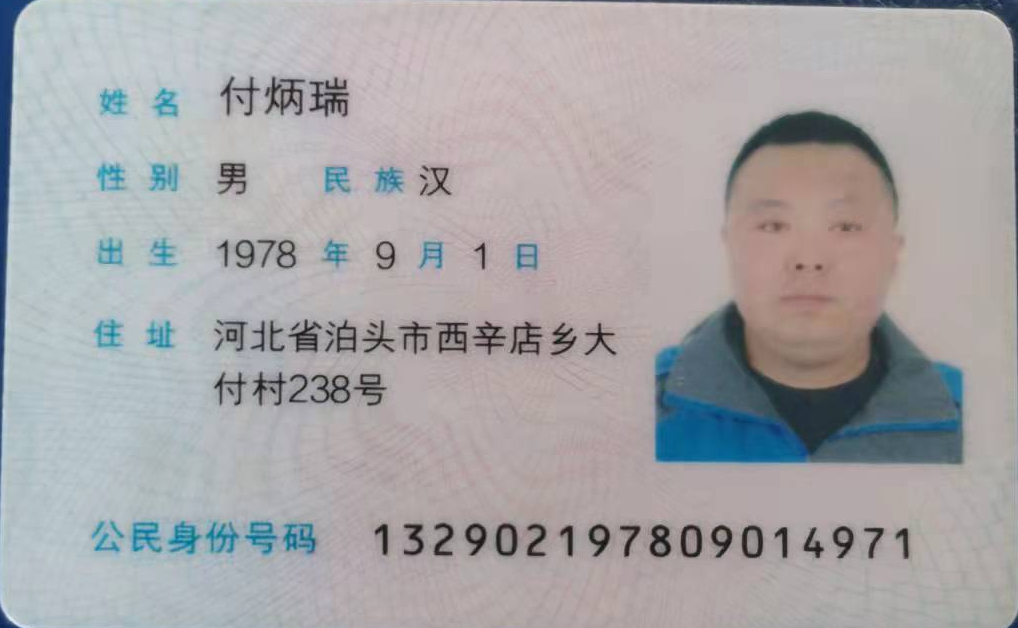 姓名 付炳瑞
性别 男 民族 汉
出生 1978 年 9 月 1 日
住址 河北省泊头市西辛店乡大
付村238号
公民身份号码 132902197809014971